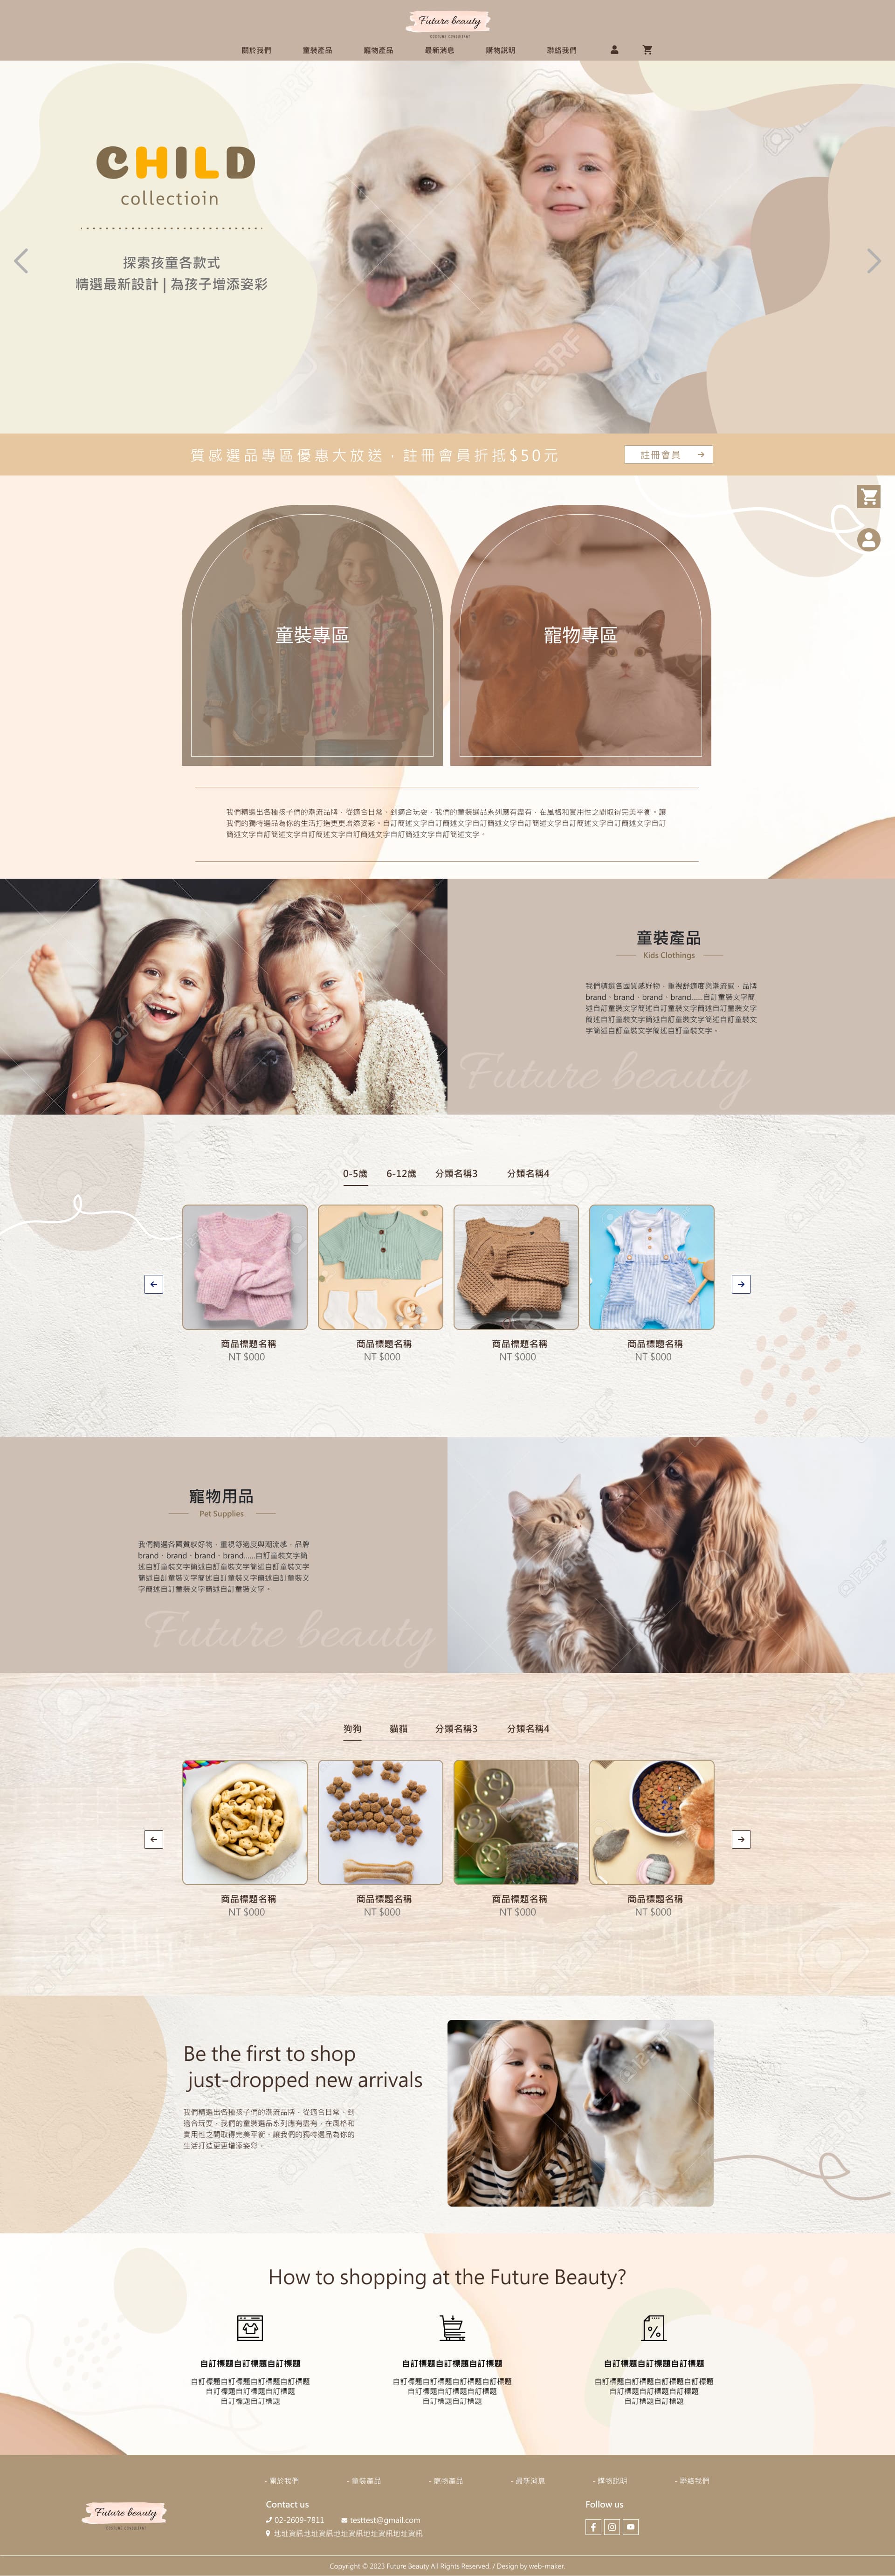 Future beauty
COSTUME CONSULTANT
關於我們
童裝產品
寵物產品
最新消息
購物說明
聯絡我們
CHILD
collectioin
探索孩童各款式
精選最新設計 | 為孩子增添姿彩
質感選品專區優惠大放送，註冊會員折抵$50元
註冊會員
童裝專區
寵物專區
我們精選出各種孩子們的潮流品牌，從適合日常、到適合玩耍，我們的童裝選品系列應有盡有，在風格和實用性之間取得完美平衡。讓
我們的獨特選品為你的生活打造更更增添姿彩。自訂簡述文字自訂簡述文字自訂簡述文字自訂簡述文字自訂簡述文字自訂簡述文字自訂
簡述文字自訂簡述文字自訂簡述文字自訂簡述文字自訂簡述文字自訂簡述文字。
童裝產品
Kids Clothings
我們精選各國質感好物，重視舒適度與潮流感，品牌
brand、brand、brand、brand......自訂童裝文字簡
述自訂童裝文字簡述自訂童裝文字簡述自訂童裝文字
簡述自訂童裝文字簡述自訂童裝文字簡述自訂童裝文
字簡述自訂童裝文字簡述自訂童裝文字。
Future beauty
0-5歲
6-12歲
分類名稱3
分類名稱4
商品標題名稱
NT $000
商品標題名稱
NT $000
商品標題名稱
NT $000
商品標題名稱
NT $000
寵物用品
Pet Supplies
我們精選各國質感好物，重視舒適度與潮流感，品牌
brand、brand、brand、brand......自訂童裝文字簡
述自訂童裝文字簡述自訂童裝文字簡述自訂童裝文字
簡述自訂童裝文字簡述自訂童裝文字簡述自訂童裝文
字簡述自訂童裝文字簡述自訂童裝文字。
Future beauty
狗狗
貓貓
分類名稱3
分類名稱4
商品標題名稱
NT $000
商品標題名稱
NT $000
商品標題名稱
NT $000
商品標題名稱
NT $000
Be the first to shop
just-dropped new arrivals
我們精選出各種孩子們的潮流品牌，從適合日常、到
適合玩耍，我們的童裝選品系列應有盡有，在風格和
實用性之間取得完美平衡。讓我們的獨特選品為你的
生活打造更更增添姿彩。
How to shopping at the Future Beauty?
自訂標題自訂標題自訂標題
自訂標題自訂標題自訂標題自訂標題
自訂標題自訂標題自訂標題
自訂標題自訂標題
自訂標題自訂標題自訂標題
自訂標題自訂標題自訂標題自訂標題
自訂標題自訂標題自訂標題
自訂標題自訂標題
自訂標題自訂標題自訂標題
自訂標題自訂標題自訂標題自訂標題
自訂標題自訂標題自訂標題
自訂標題自訂標題
- 關於我們
- 童裝產品
- 寵物產品
- 最新消息
- 購物說明
- 聯絡我們
Future beauty
COSTUME CONSULTANT
Contact us
02-2609-7811
testtest@gmail.com
地址資訊地址資訊地址資訊地址資訊地址資訊
Follow us
Copyright © 2023 Future Beauty All Rights Reserved. / Design by web-maker.
123RF